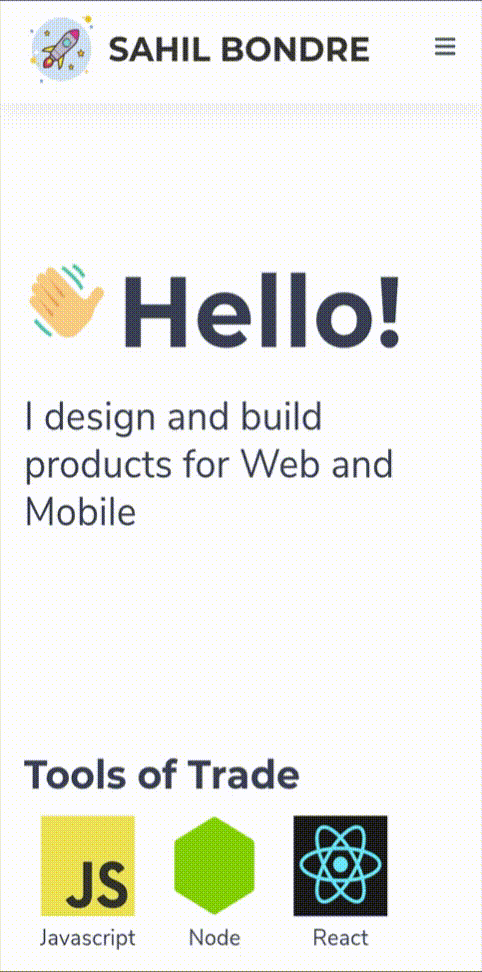 SAHIL BONDRE
Hello!
I design and build
products for Web and
Mobile
Tools of Trade
JS
Javascript Node React